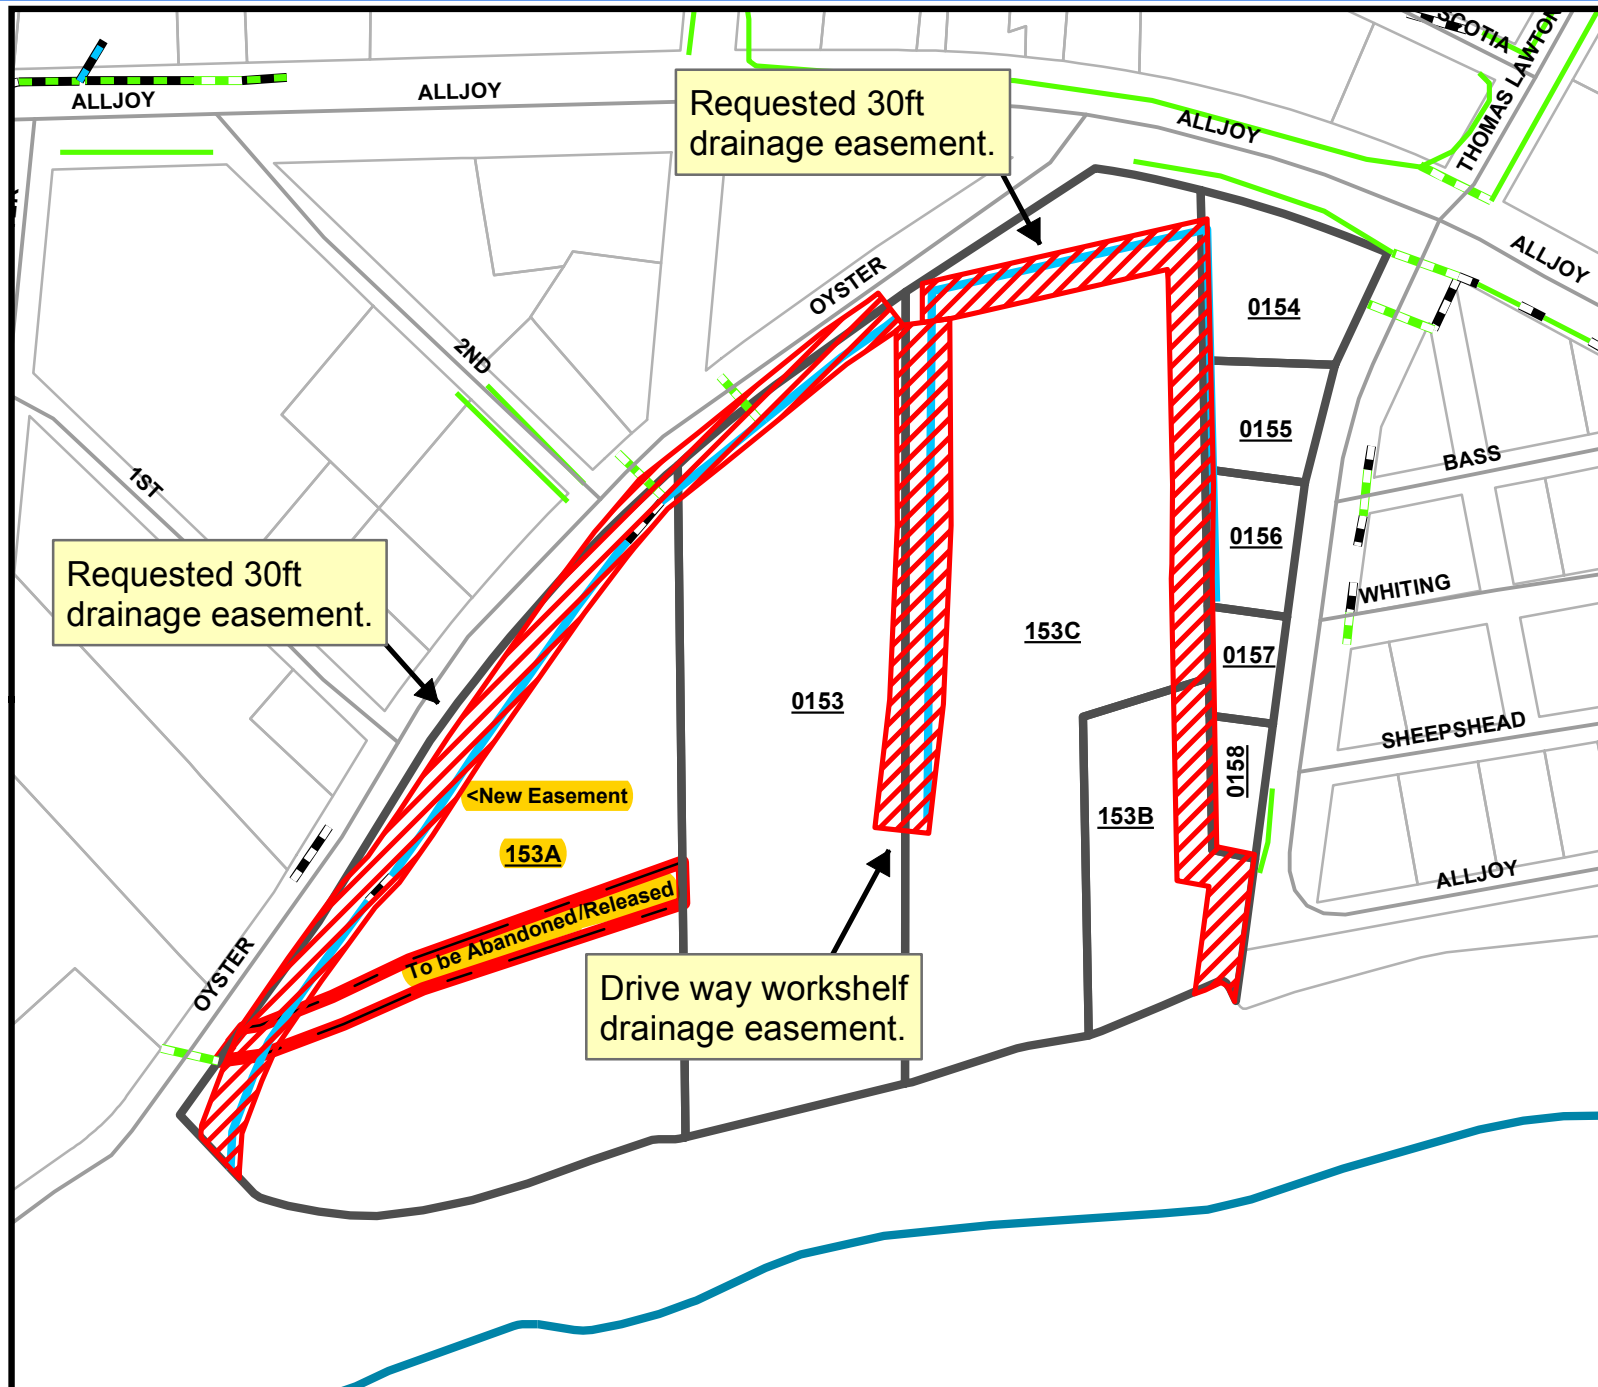 SCOTIA
THOMAS LAWTON
ALLJOY
ALLJOY
Requested 30ft
drainage easement.
ALLJOY
ALLJOY
OYSTER
2ND
1ST
0154
0155
BASS
0156
WHITING
Requested 30ft
drainage easement.
153C
0157
0153
SHEEPSHEAD
0158
<New Easement
153B
153A
ALLJOY
To be Abandoned/Released
OYSTER
Drive way workshelf
drainage easement.